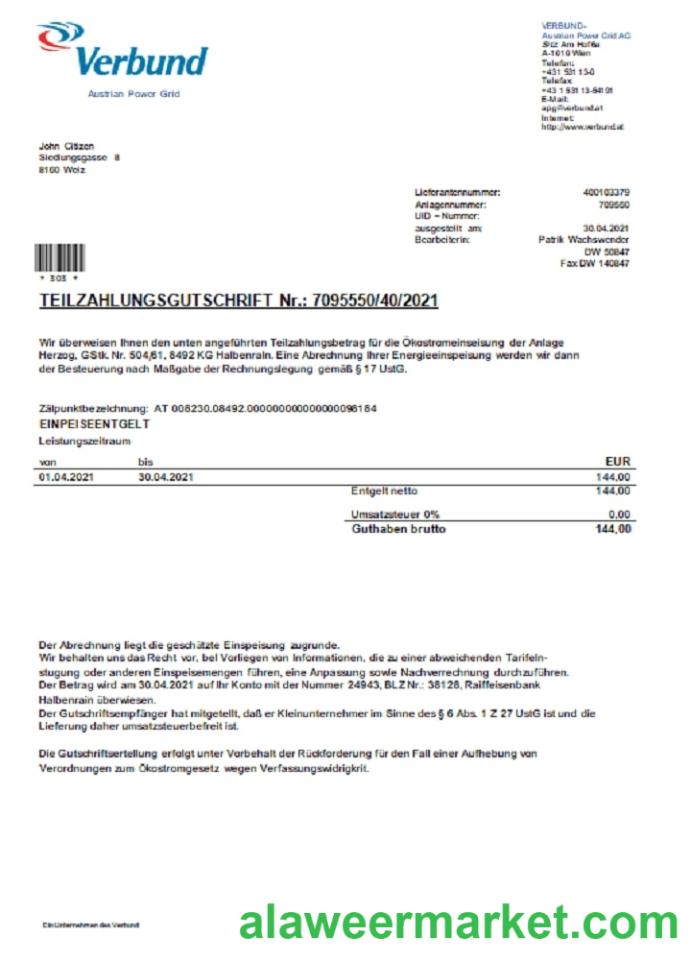 Verbund
Austrian Power Grid
VERBUND-
Austrian Power Grid AG
Sitz Am Hof6a
A-1010 Wien
Telefon:
+431 531 13-0
Telefax
+43 1 531 13-54191
E-Mail:
apg@verbund.at
Internet:
http://www.verbund.at
John Citizen
Siedlungsgasse 8
8160 Weiz
Lieferantennummer: 400103379
Anlagennummer: 709550
UID – Nummer:
ausgestellt am: 30.04.2021
Bearbeiterin: Patrik Wachswender
DW 50847
Fax DW 140847
* 303 *
TEILZAHLUNGSGUTSCHRIFT Nr.: 7095550/40/2021
Wir überweisen Ihnen den unten angeführten Teilzahlungsbetrag für die Ökostromeinseisung der Anlage
Herzog, GStk. Nr. 504/61, 8492 KG Halbenrain. Eine Abrechnung Ihrer Energieeinspeisung werden wir dann
der Besteuerung nach Maßgabe der Rechnungslegung gemäß § 17 UstG.
Zälpunktbezeichnung: AT 008230.08492.
EINPEISEENTGELT
Leistungszeitraum
von bis EUR
01.04.2021 30.04.2021 144,00
Entgelt netto 144,00
Umsatzsteuer 0% 0,00
Guthaben brutto 144,00
Der Abrechnung liegt die geschätzte Einspeisung zugrunde.
Wir behalten uns das Recht vor, bel Vorliegen von Informationen, die zu einer abweichenden Tarifeln-
stugung oder anderen Einspeisemengen führen, eine Anpassung sowie Nachverrechnung durchzuführen.
Der Betrag wird am 30.04.2021 auf Ihr Konto mit der Nummer 24943, BLZ Nr.: 38128, Raiffeisenbank
Halbenrain überwiesen.
Der Gutschriftsempfänger hat mitgetellt, daß er Kleinunternehmer im Sinne des § 6 Abs. 1 Z 27 UstG ist und die
Lieferung daher umsatzsteuerbefreit ist.
Die Gutschriftsertellung erfolgt unter Vorbehalt der Rückforderung für den Fall einer Aufhebung van
Verordnungen zum Ökostromgesetz wegen Verfassungswidrigkrit.
Ein Unternehmen des Verbund
alaweermarket.com